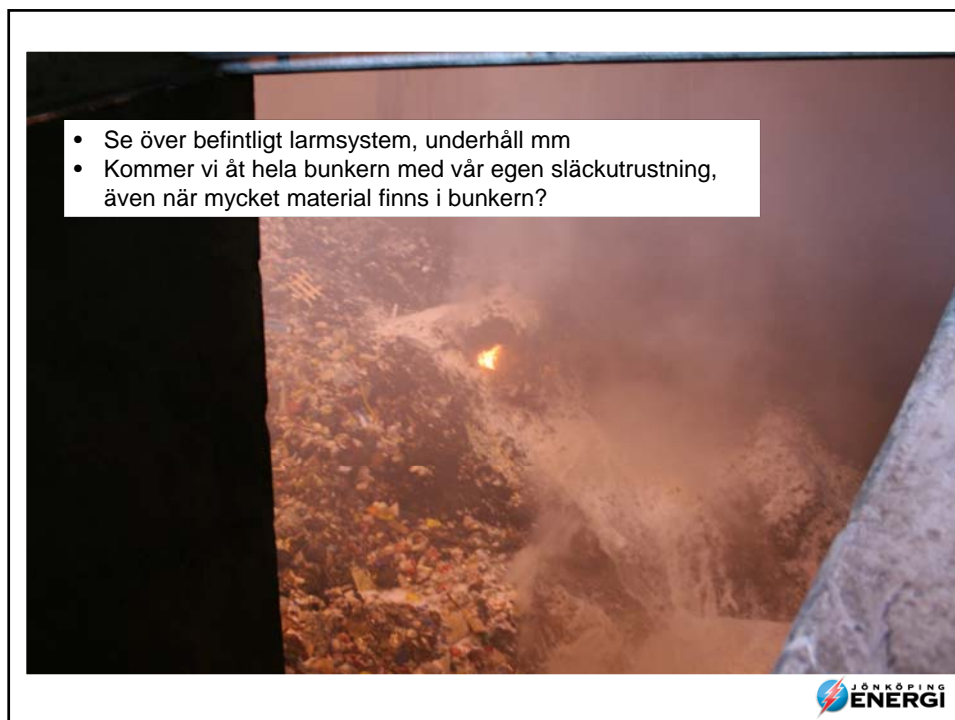 • Se över befintligt larmsystem, underhåll mm
• Kommer vi åt hela bunkern med vår egen släckutrustning,
även när mycket material finns i bunkern?
JÖNKÖPING
ENERGI